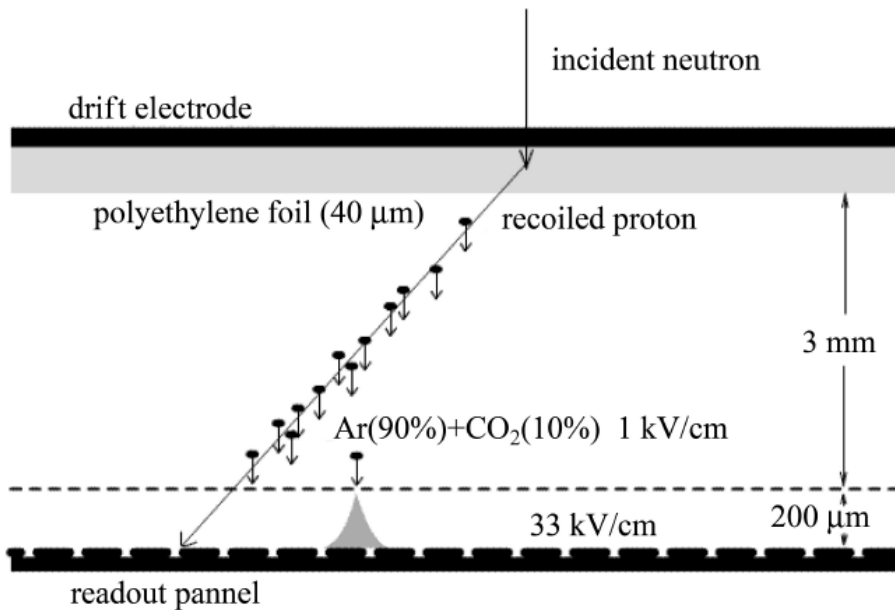 incident neutron
drift electrode
polyethylene foil (40 μm)
recoiled proton
3 mm
Ar(90%)+CO₂(10%) 1 kV/cm
33 kV/cm
200 μm
readout pannel